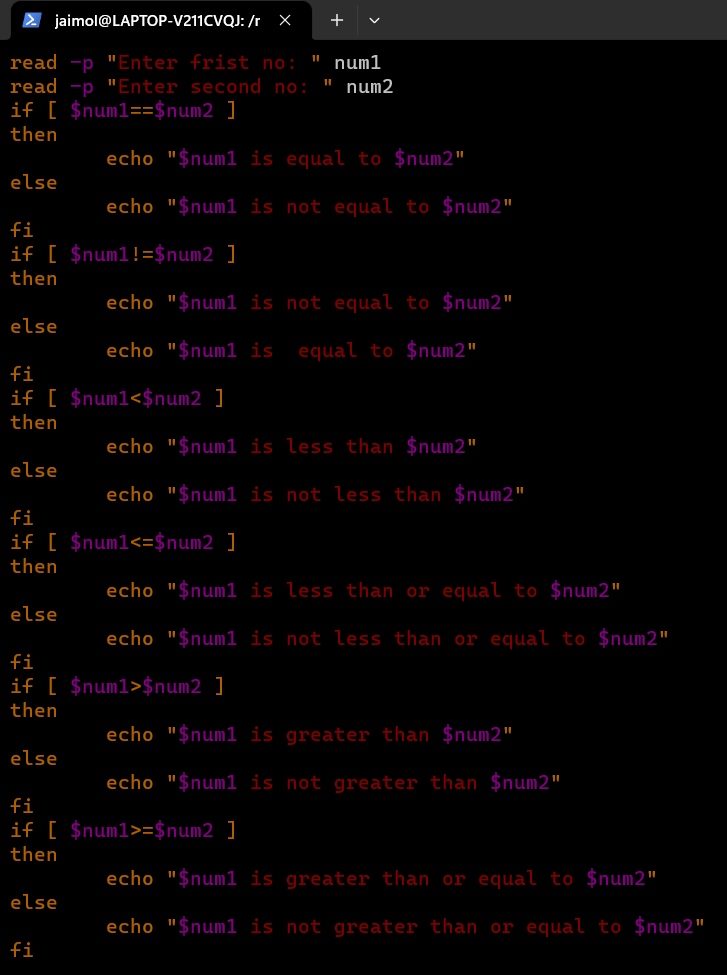 jaimol@LAPTOP-V211CVQJ: /r
read -p "Enter frist no: " num1
read -p "Enter second no: " num2
if [ $num1==$num2 ]
then
        echo "$num1 is equal to $num2"
else
        echo "$num1 is not equal to $num2"
fi
if [ $num1!=$num2 ]
then
        echo "$num1 is not equal to $num2"
else
        echo "$num1 is  equal to $num2"
fi
if [ $num1<$num2 ]
then
        echo "$num1 is less than $num2"
else
        echo "$num1 is not less than $num2"
fi
if [ $num1<=$num2 ]
then
        echo "$num1 is less than or equal to $num2"
else
        echo "$num1 is not less than or equal to $num2"
fi
if [ $num1>$num2 ]
then
        echo "$num1 is greater than $num2"
else
        echo "$num1 is not greater than $num2"
fi
if [ $num1>=$num2 ]
then
        echo "$num1 is greater than or equal to $num2"
else
        echo "$num1 is not greater than or equal to $num2"
fi